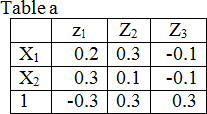 Table a
z1 Z2 Z3
X1 0.2 0.3 -0.1
X2 0.3 0.1 -0.1
1 -0.3 0.3 0.3